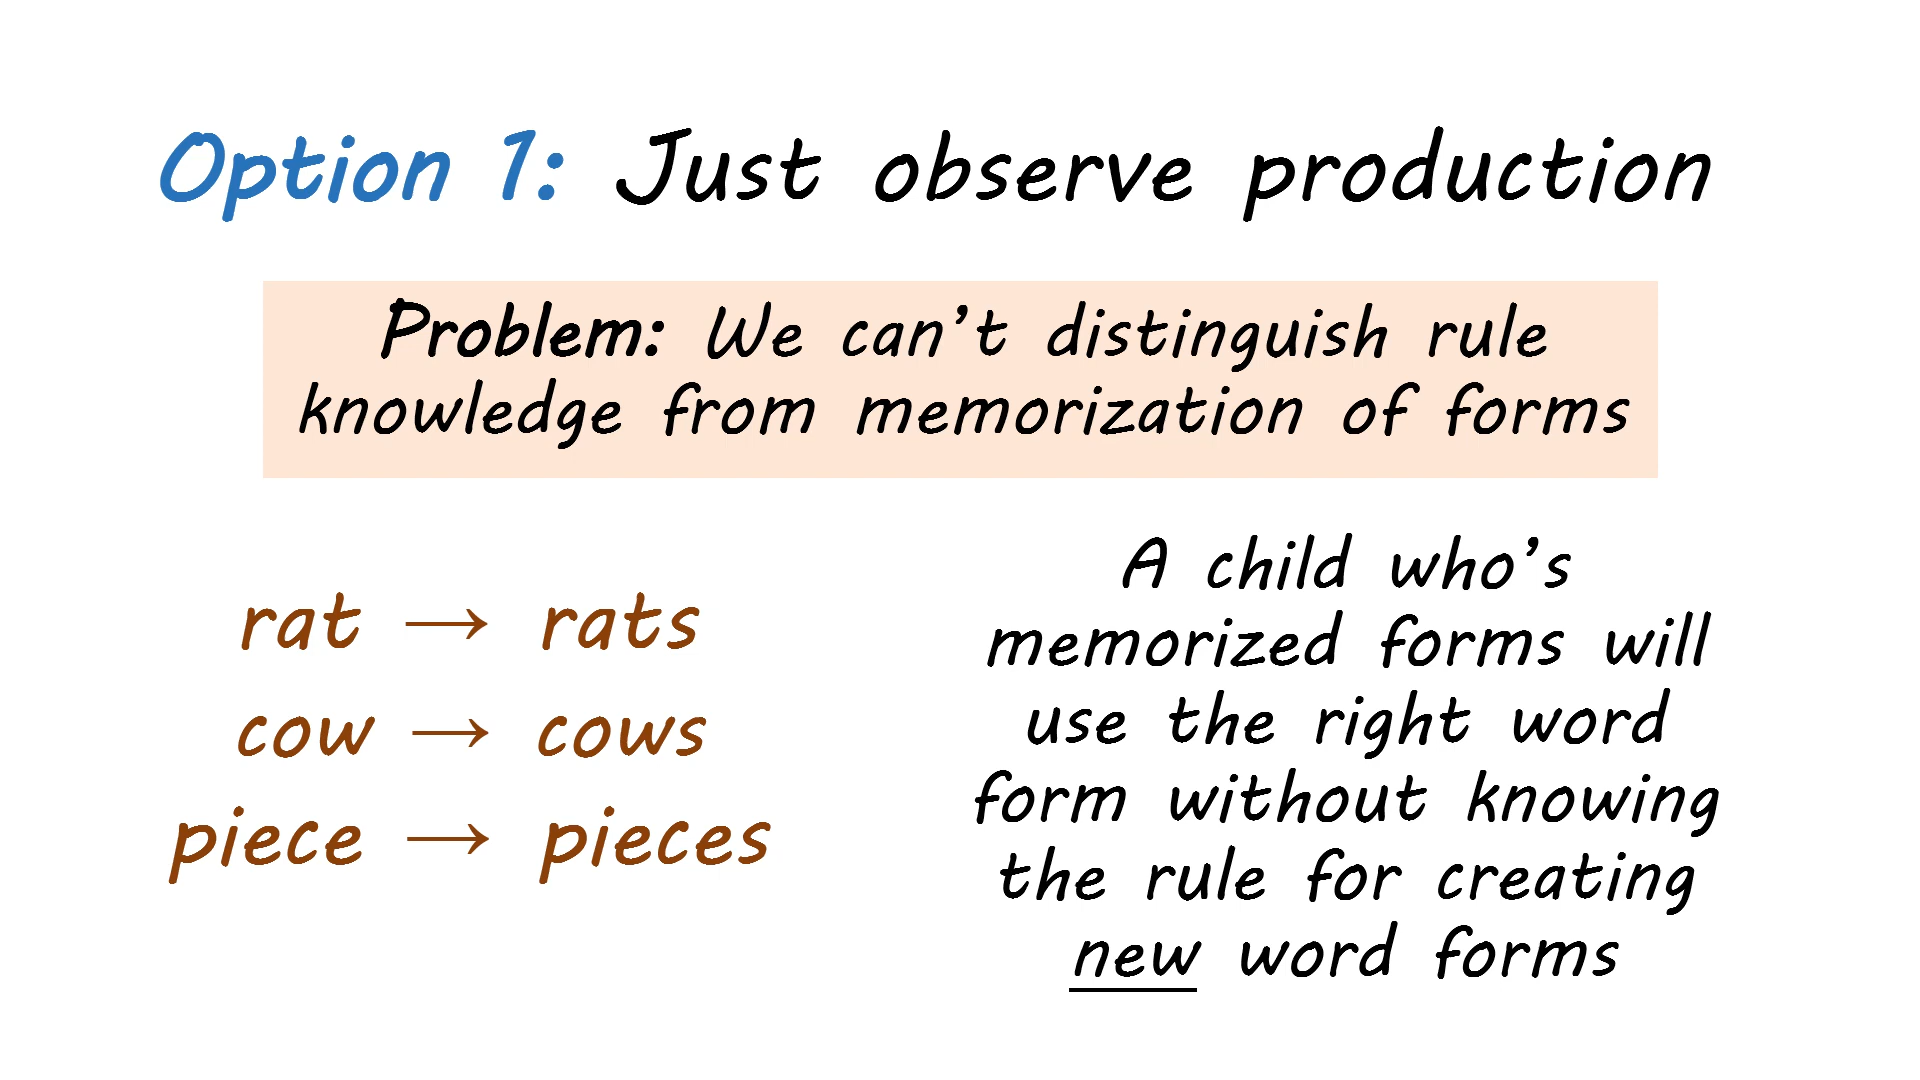 Option 1: Just observe production
Problem: We can’t distinguish rule
knowledge from memorization of forms
rat → rats
cow → cows
piece → pieces
A child who’s
memorized forms will
use the right word
form without knowing
the rule for creating
new word forms